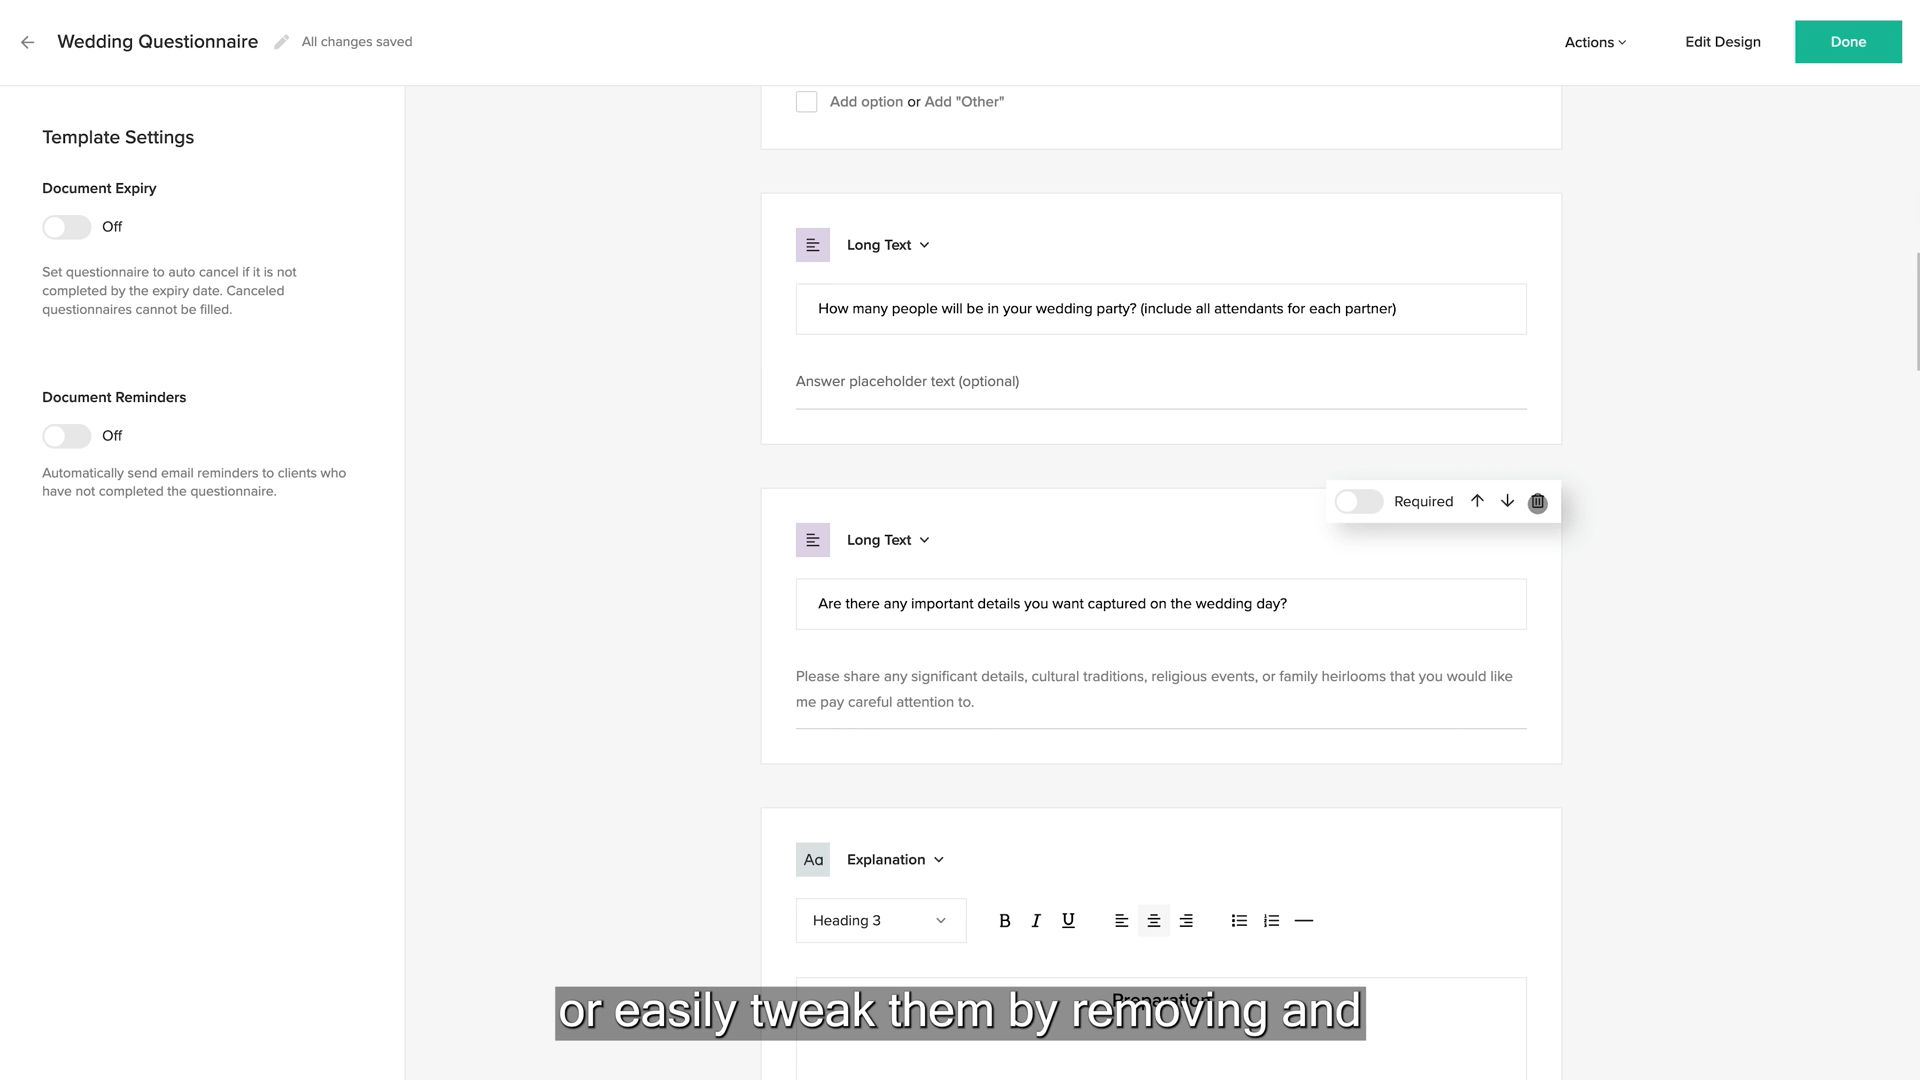 Wedding Questionnaire
All changes saved
Actions
Edit Design
Done
Template Settings
Document Expiry
Off
Set questionnaire to auto cancel if it is not
completed by the expiry date. Canceled
questionnaires cannot be filled.
Document Reminders
Off
Automatically send email reminders to clients who
have not completed the questionnaire.
Add option or Add "Other"
Long Text
How many people will be in your wedding party? (include all attendants for each partner)
Answer placeholder text (optional)
Required
Long Text
Are there any important details you want captured on the wedding day?
Please share any significant details, cultural traditions, religious events, or family heirlooms that you would like
me pay careful attention to.
Aa
Explanation
Heading 3
B I U
Preparation
or easily tweak them by removing and